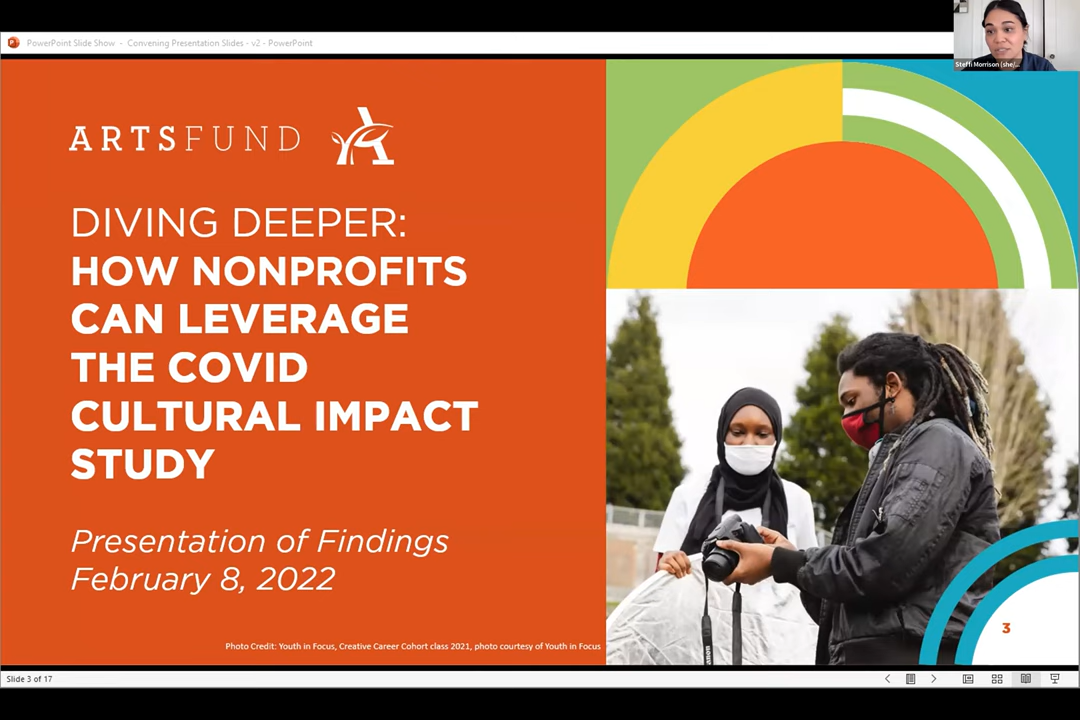 PowerPoint Slide Show - Convening Presentation Slides - v2 - PowerPoint
Steffi Morrison (she/...
ARTSFUND
DIVING DEEPER:
HOW NONPROFITS
CAN LEVERAGE
THE COVID
CULTURAL IMPACT
STUDY
Presentation of Findings
February 8, 2022
Canon
3
Photo Credit: Youth in Focus, Creative Career Cohort class 2021, photo courtesy of Youth in Focus
Slide 3 of 17